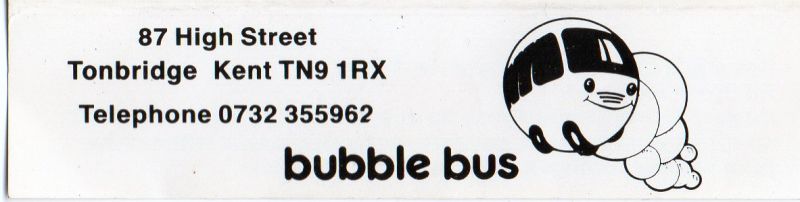 87 High Street
Tonbridge Kent TN9 1RX
Telephone 0732 355962
bubble bus